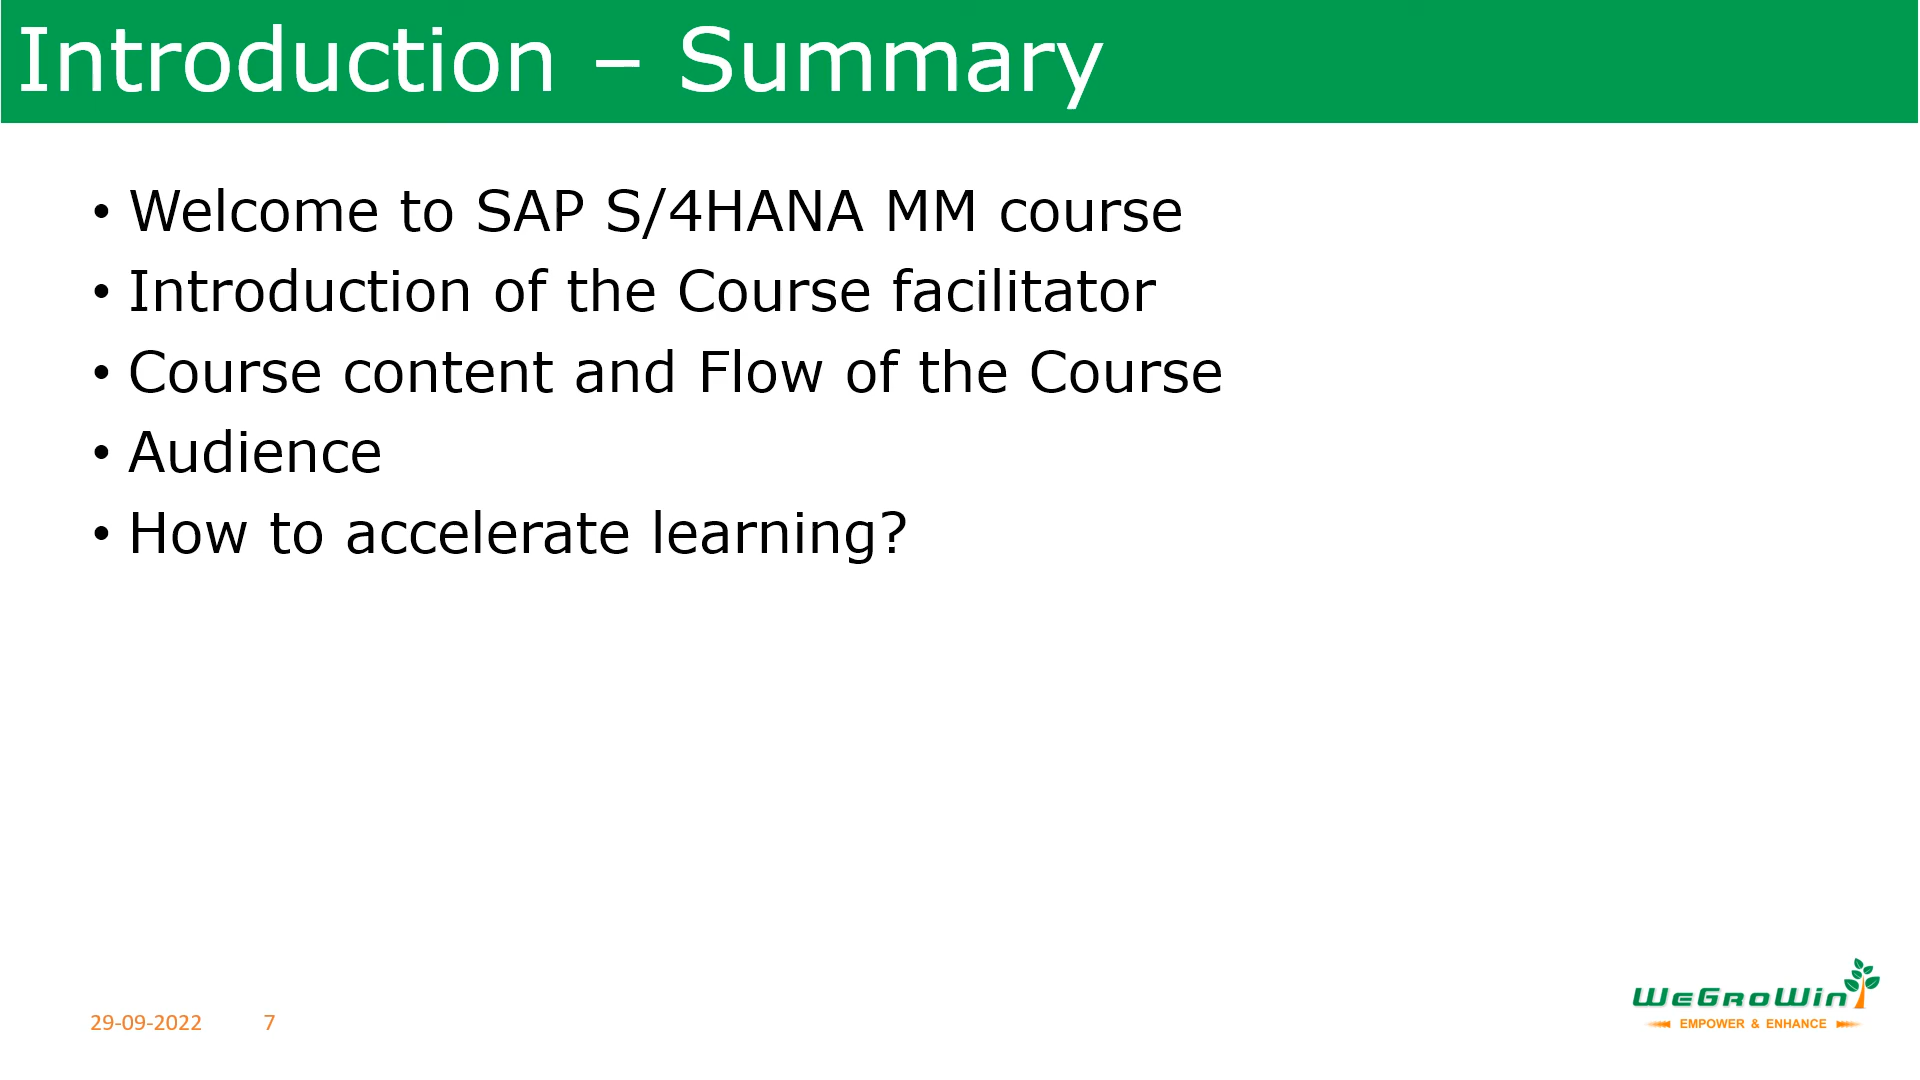 Introduction – Summary
• Welcome to SAP S/4HANA MM course
• Introduction of the Course facilitator
• Course content and Flow of the Course
• Audience
• How to accelerate learning?
29-09-2022 7
WeGroWin
EMPOWER & ENHANCE